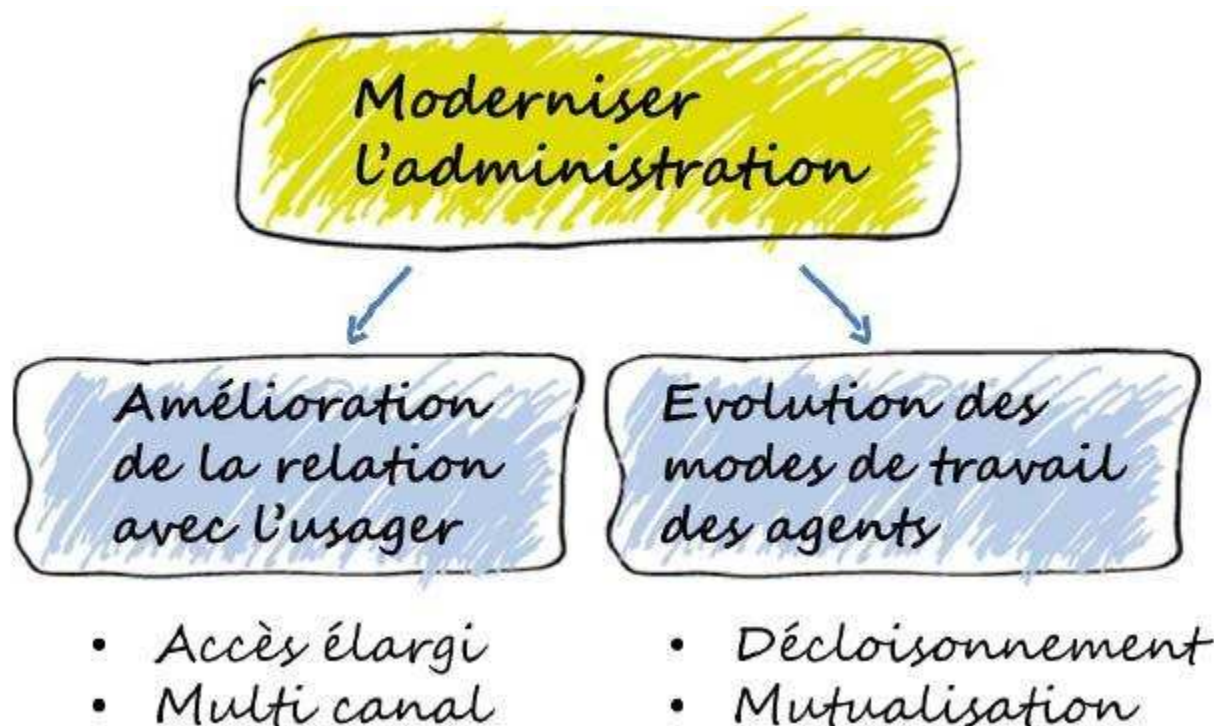 Moderniser
l'administration
Amélioration
de la relation
avec l'usager
Evolution des
modes de travail
des agents
• Accès élargi
• Multi canal
• Décloisonnement
• Mutualisation